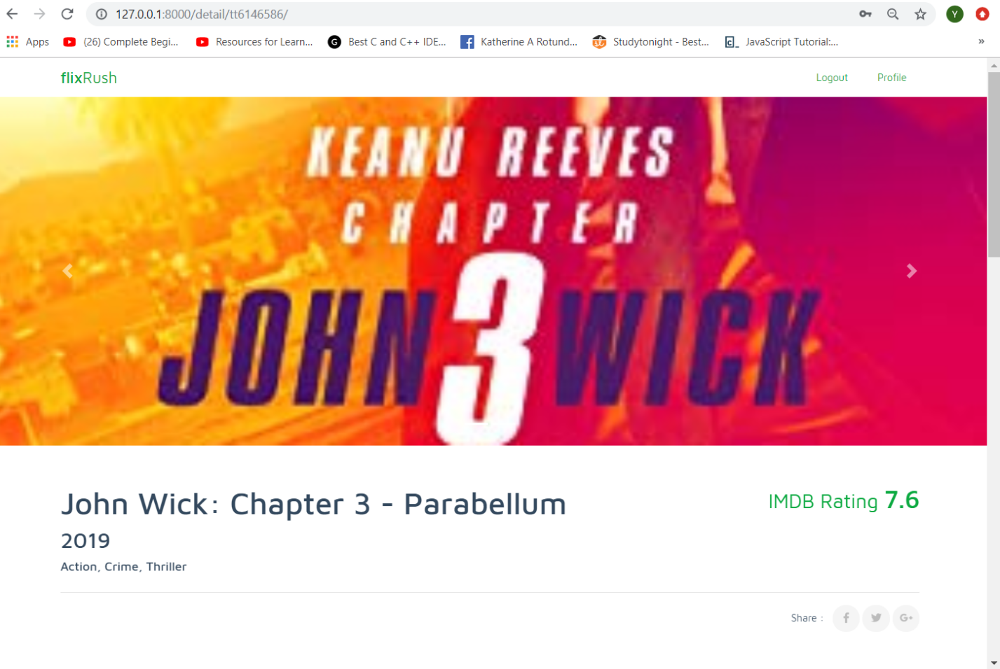 127.0.0.1:8000/detail/tt6146586/
Y
Apps (26) Complete Begi... Resources for Learn... G Best C and C++ IDE... Katherine A Rotund... Studytonight - Best... JavaScript Tutorial:... »
flixRush Logout Profile
KEANU REEVES
CHAPTER
3
JOHN WICK
John Wick: Chapter 3 - Parabellum IMDB Rating 7.6
2019
Action, Crime, Thriller
Share : f G+